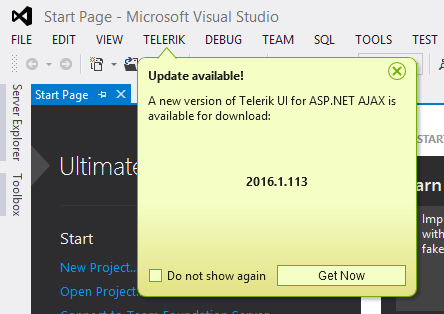 Start Page - Microsoft Visual Studio
FILE EDIT VIEW TELERIK DEBUG TEAM SQL TOOLS TEST
Server Explorer
Toolbox
Start Page
Update available!
A new version of Telerik UI for ASP.NET AJAX is
available for download:
2016.1.113
Do not show again
Get Now
Ultimate
Start
New Project...
Open Project...
Connect to Team Foundation Server
START
Imp
with
fake